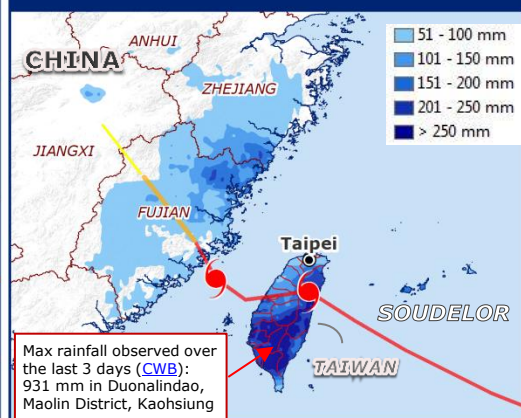 ANHUI
CHINA
ZHEJIANG
JIANGXI
FUJIAN
51 - 100 mm
101 - 150 mm
151 - 200 mm
201 - 250 mm
> 250 mm
Taipei
SOUDELOR
TAIWAN
Max rainfall observed over
the last 3 days (CWB):
931 mm in Duonalindao,
Maolin District, Kaohsiung